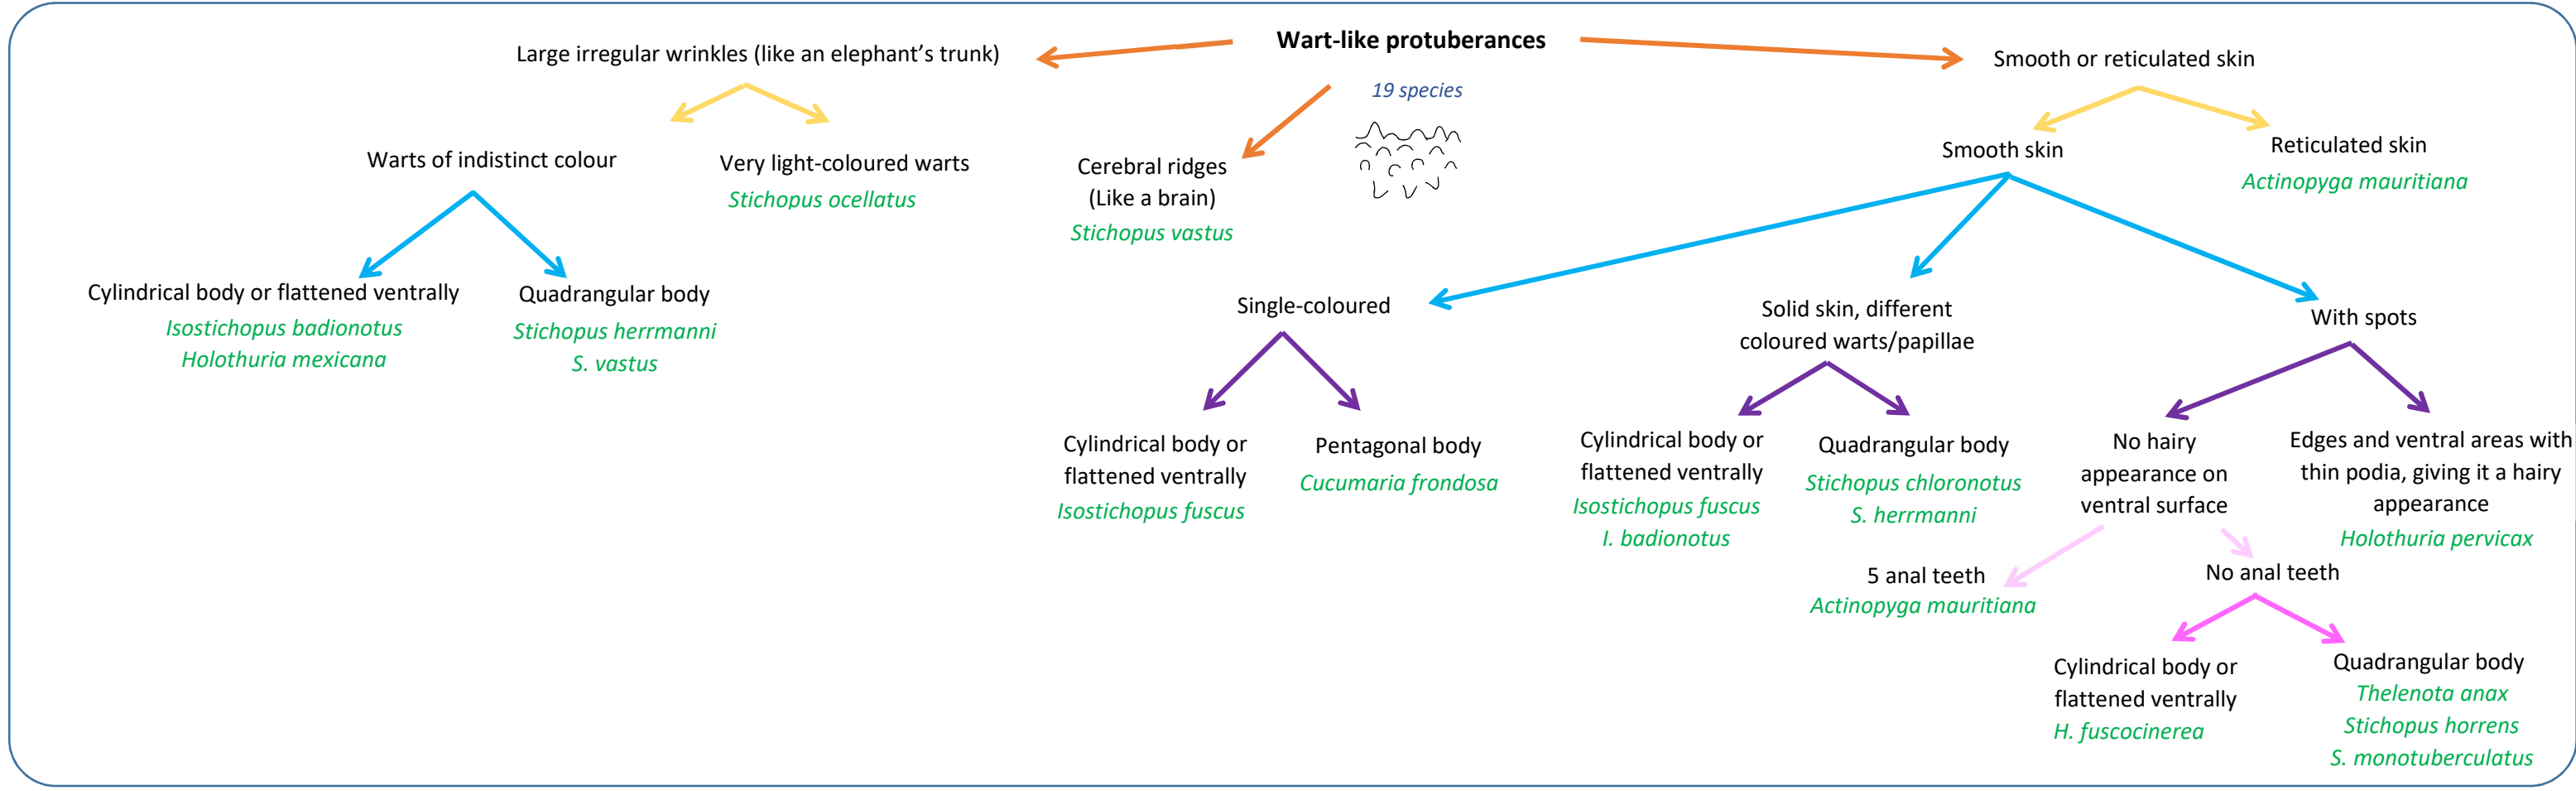 Wart-like protuberances
19 species
Large irregular wrinkles (like an elephant’s trunk)
Warts of indistinct colour
Cylindrical body or flattened ventrally
Isostichopus badionotus
Holothuria mexicana
Quadrangular body
Stichopus herrmanni
S. vastus
Very light-coloured warts
Stichopus ocellatus
Cerebral ridges
(Like a brain)
Stichopus vastus
Smooth or reticulated skin
Smooth skin
Reticulated skin
Actinopyga mauritiana
Single-coloured
Cylindrical body or
flattened ventrally
Isostichopus fuscus
Pentagonal body
Cucumaria frondosa
Solid skin, different
coloured warts/papillae
Cylindrical body or
flattened ventrally
Isostichopus fuscus
I. badionotus
Quadrangular body
Stichopus chloronotus
S. herrmanni
With spots
No hairy
appearance on
ventral surface
Edges and ventral areas with
thin podia, giving it a hairy
appearance
Holothuria pervicax
5 anal teeth
Actinopyga mauritiana
No anal teeth
Cylindrical body or
flattened ventrally
H. fuscocinerea
Quadrangular body
Thelenota anax
Stichopus horrens
S. monotuberculatus